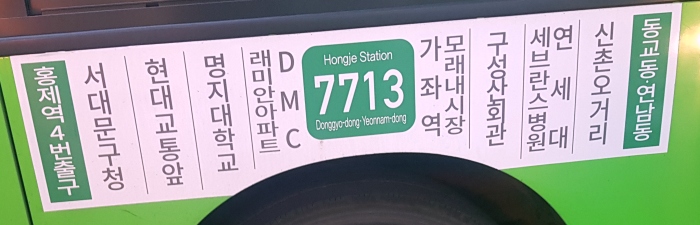 홍제역 4번출구
서대문구청
현대교통앞
명지대학교
DMC
래미안아파트
Hongje Station
7713
Donggyo-dong·Yeonnam-dong
가좌역
모래내시장
구성산회관
연세대
세브란스병원
신촌오거리
동교동·연남동